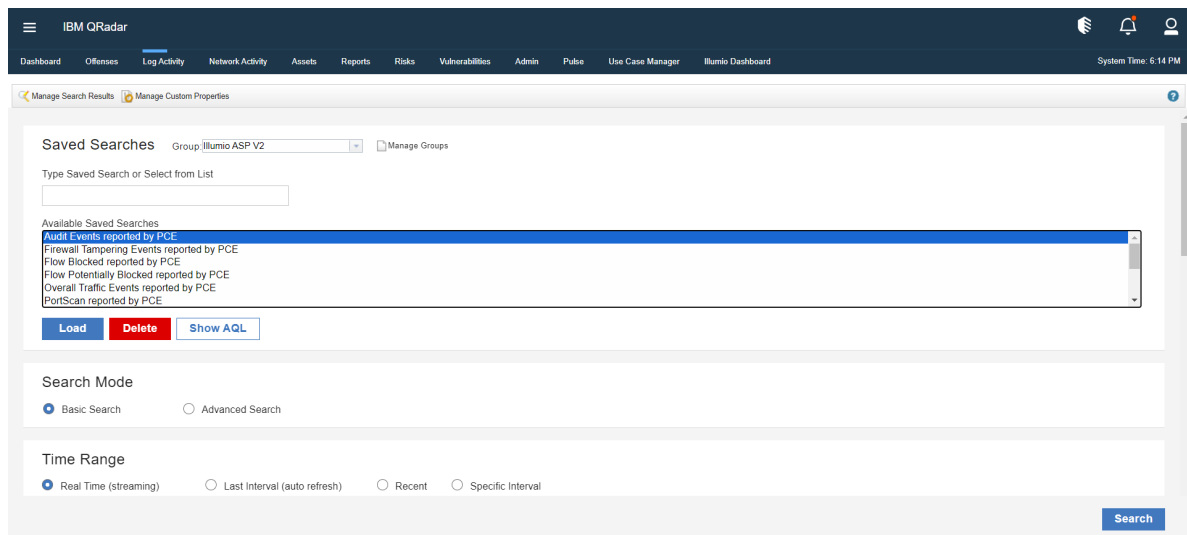 IBM QRadar
Dashboard Offenses Log Activity Network Activity Assets Reports Risks Vulnerabilities Admin Pulse Use Case Manager Illumio Dashboard System Time: 6:14 PM
Manage Search Results Manage Custom Properties ?
Saved Searches Group: Illumio ASP V2 Manage Groups
Type Saved Search or Select from List
Available Saved Searches
Audit Events reported by PCE
Firewall Tampering Events reported by PCE
Flow Blocked reported by PCE
Flow Potentially Blocked reported by PCE
Overall Traffic Events reported by PCE
PortScan reported by PCE
Load Delete Show AQL
Search Mode
Basic Search Advanced Search
Time Range
Real Time (streaming) Last Interval (auto refresh) Recent Specific Interval
Search